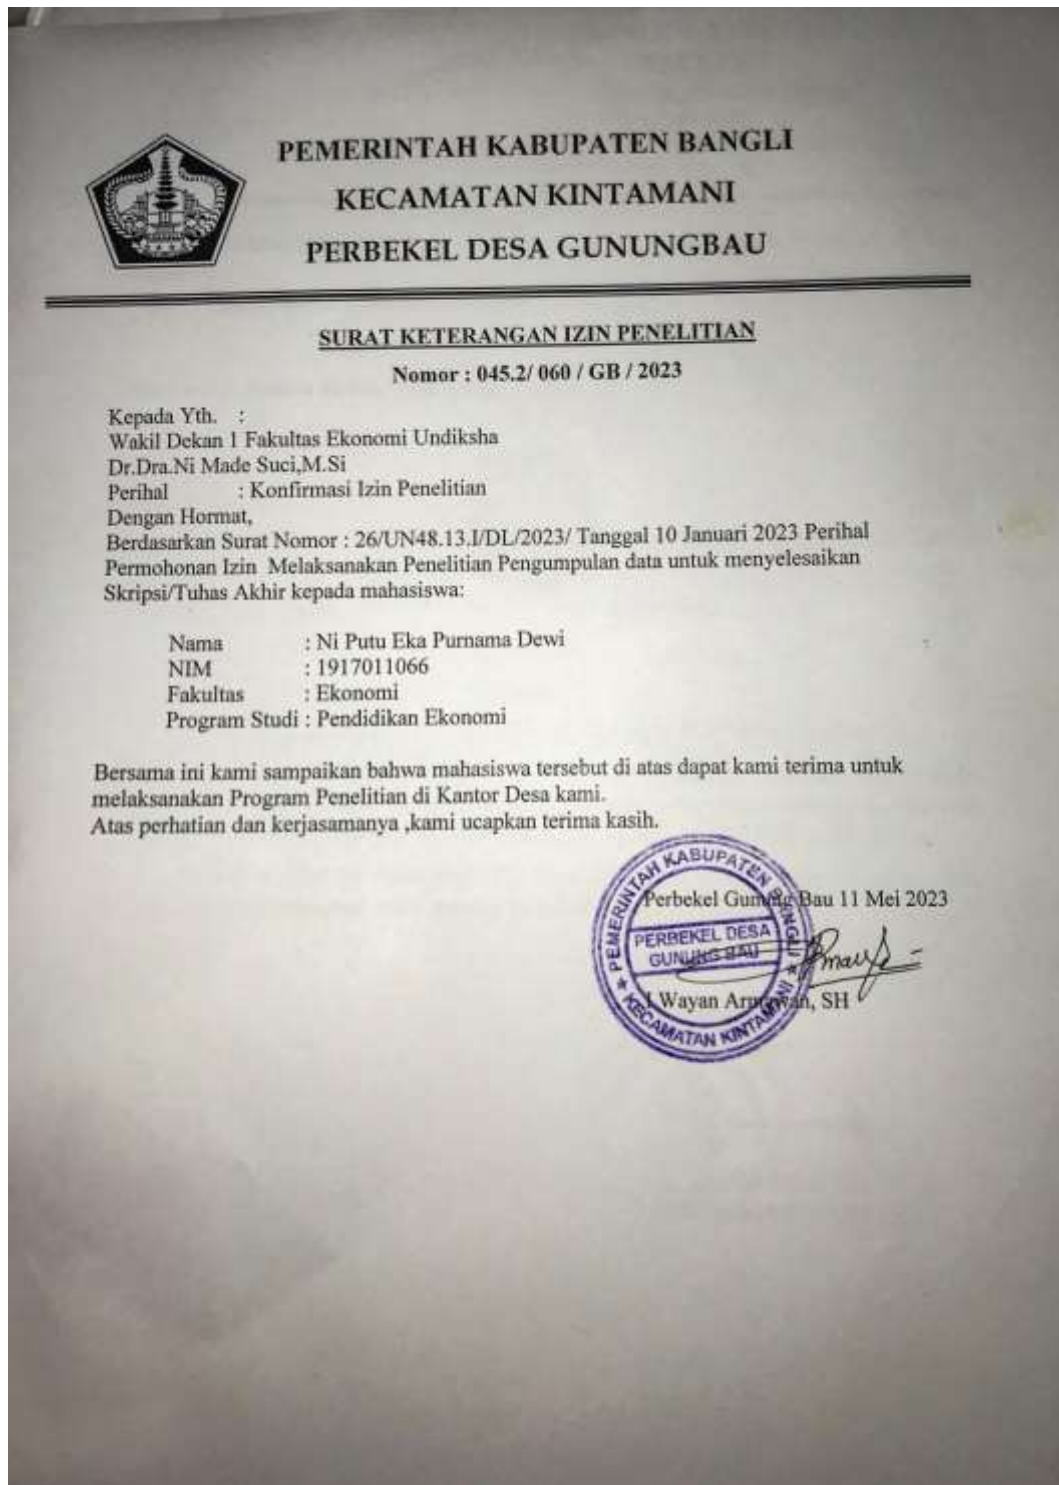 PEMERINTAH KABUPATEN BANGLI
KECAMATAN KINTAMANI
PERBEKEL DESA GUNUNGBAU
SURAT KETERANGAN IZIN PENELITIAN
Nomor : 045.2/ 060 / GB / 2023
Kepada Yth. :
Wakil Dekan 1 Fakultas Ekonomi Undiksha
Dr.Dra.Ni Made Suci,M.Si
Perihal : Konfirmasi Izin Penelitian
Dengan Hormat,
Berdasarkan Surat Nomor : 26/UN48.13.I/DL/2023/ Tanggal 10 Januari 2023 Perihal
Permohonan Izin Melaksanakan Penelitian Pengumpulan data untuk menyelesaikan
Skripsi/Tuhas Akhir kepada mahasiswa:
Nama : Ni Putu Eka Purnama Dewi
NIM : 1917011066
Fakultas : Ekonomi
Program Studi : Pendidikan Ekonomi
Bersama ini kami sampaikan bahwa mahasiswa tersebut di atas dapat kami terima untuk
melaksanakan Program Penelitian di Kantor Desa kami.
Atas perhatian dan kerjasamanya ,kami ucapkan terima kasih.
Perbekel Gunung Bau 11 Mei 2023
PEMERINTAH KABUPATEN BANGLI
PERBEKEL DESA
GUNUNG BAU
KECAMATAN KINTAMANI
I Wayan SH